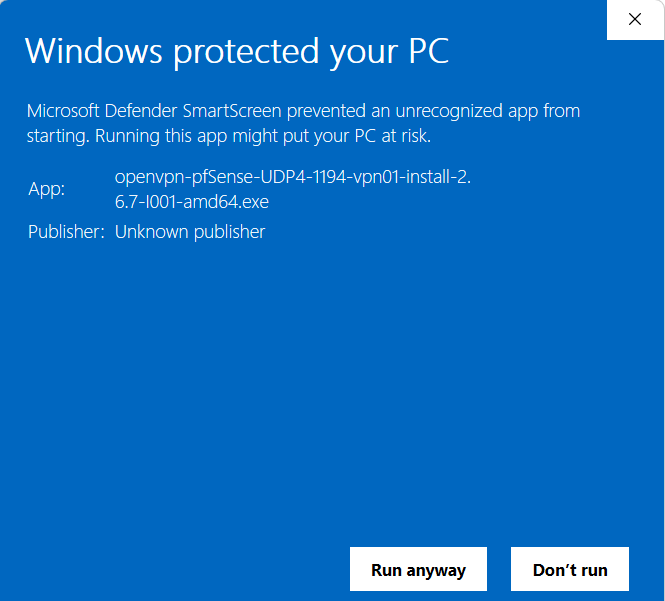 Windows protected your PC
Microsoft Defender SmartScreen prevented an unrecognized app from
starting. Running this app might put your PC at risk.
App:
openvpn-pfSense-UDP4-1194-vpn01-install-2.
6.7-I001-amd64.exe
Publisher: Unknown publisher
Run anyway
Don’t run